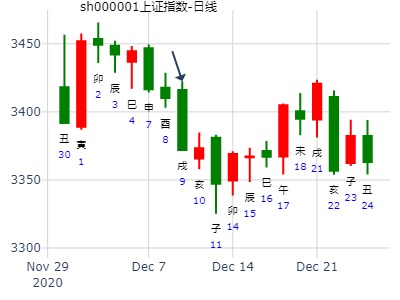 sh000001上证指数-日线
3450
3400
3350
3300
丑
30
寅
1
卯
2
辰
3
巳
4
申
7
酉
8
戌
9
亥
10
子
11
卯
14
辰
15
巳
16
午
17
未
18
戌
21
亥
22
子
23
丑
24
Nov 29
2020
Dec 7
Dec 14
Dec 21